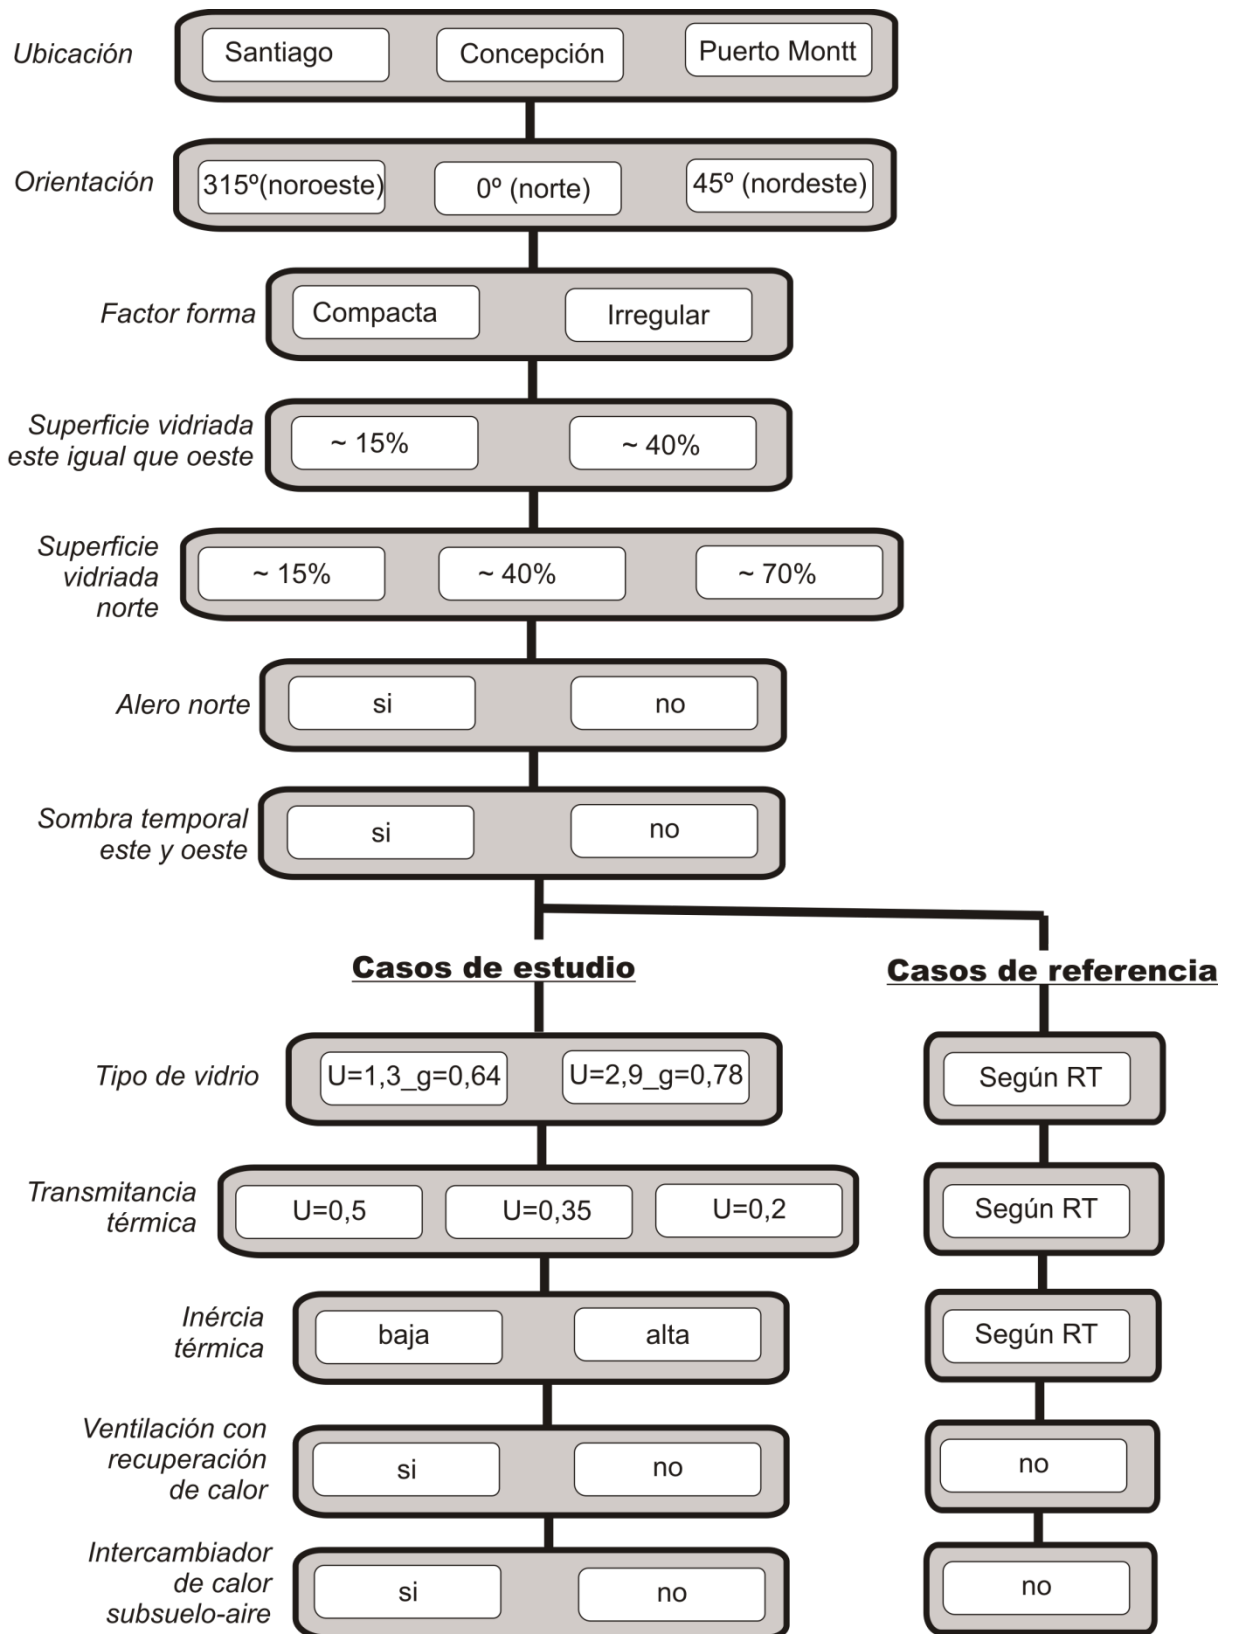 Ubicación
Santiago
Concepción
Puerto Montt
Orientación
315º(noroeste)
0º (norte)
45º (nordeste)
Factor forma
Compacta
Irregular
Superficie vidriada
este igual que oeste
~ 15%
~ 40%
Superficie
vidriada
norte
~ 15%
~ 40%
~ 70%
Alero norte
si
no
Sombra temporal
este y oeste
si
no
Casos de estudio
Casos de referencia
Tipo de vidrio
U=1,3_g=0,64
U=2,9_g=0,78
Según RT
Transmitancia
térmica
U=0,5
U=0,35
U=0,2
Según RT
Inércia
térmica
baja
alta
Según RT
Ventilación con
recuperación
de calor
si
no
no
Intercambiador
de calor
subsuelo-aire
si
no
no